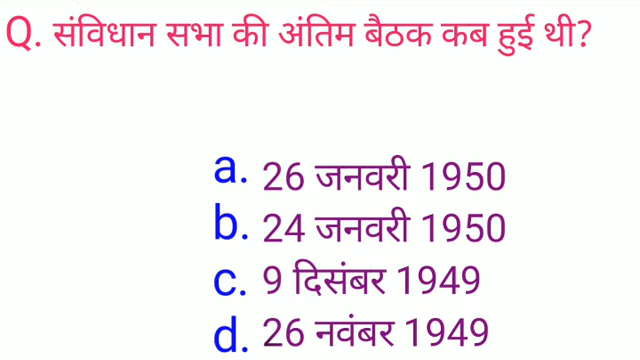 Q. संविधान सभा की अंतिम बैठक कब हुई थी?
a. 26 जनवरी 1950
b. 24 जनवरी 1950
c. 9 दिसंबर 1949
d. 26 नवंबर 1949